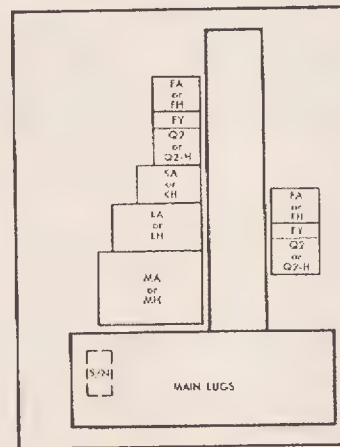 FA
or
FH
FY
Q2
or
Q2-H
KA
or
KH
LA
or
LH
MA
or
MH
FA
or
FH
FY
Q2
or
Q2-H
S/N
MAIN LUGS